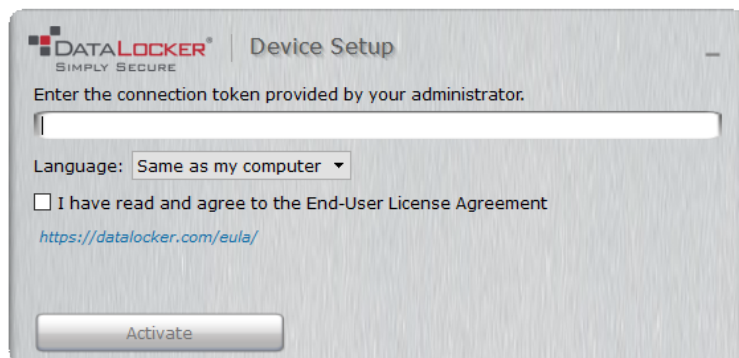 DATALOCKER® Device Setup
SIMPLY SECURE
Enter the connection token provided by your administrator.
Language: Same as my computer
I have read and agree to the End-User License Agreement
https://datalocker.com/eula/
Activate